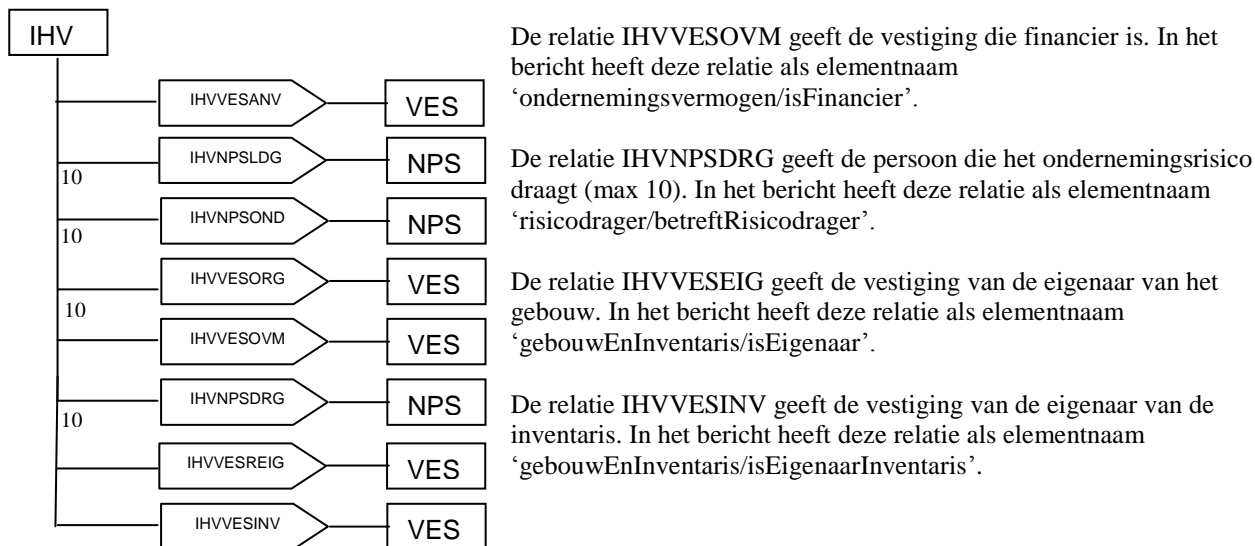 IHV
IHVVESANV
VES
IHVNPSLDG
NPS
10
IHVNPSOND
NPS
10
IHVVESORG
VES
10
IHVVESOVM
VES
IHVNPSDRG
NPS
10
IHVVESREIG
VES
IHVVESINV
VES
De relatie IHVVESOVM geeft de vestiging die financier is. In het
bericht heeft deze relatie als elementnaam
‘ondernemingsvermogen/isFinancier’.
De relatie IHVNPSDRG geeft de persoon die het ondernemingsrisico
draagt (max 10). In het bericht heeft deze relatie als elementnaam
‘risicodrager/betreftRisicodrager’.
De relatie IHVVESEIG geeft de vestiging van de eigenaar van het
gebouw. In het bericht heeft deze relatie als elementnaam
‘gebouwEnInventaris/isEigenaar’.
De relatie IHVVESINV geeft de vestiging van de eigenaar van de
inventaris. In het bericht heeft deze relatie als elementnaam
‘gebouwEnInventaris/isEigenaarInventaris’.